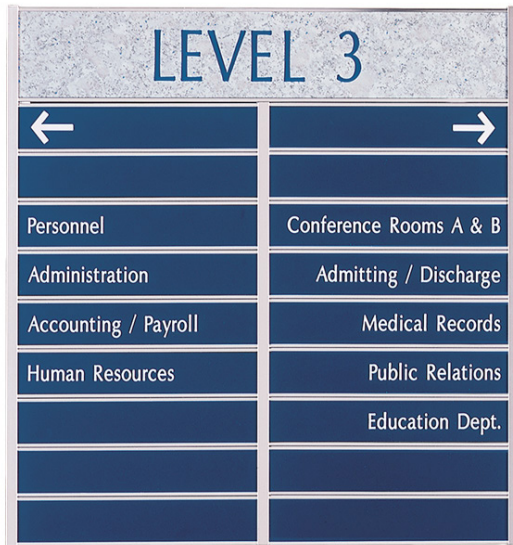 LEVEL 3
←
Personnel
Administration
Accounting / Payroll
Human Resources
→
Conference Rooms A & B
Admitting / Discharge
Medical Records
Public Relations
Education Dept.